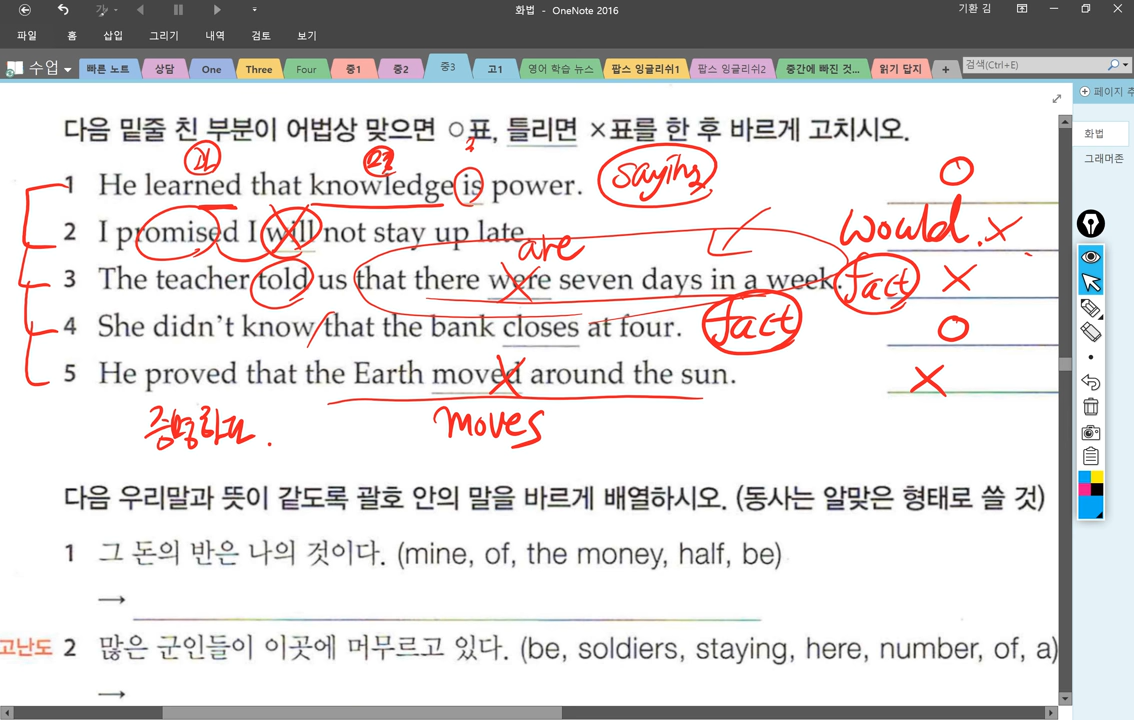 화법 - OneNote 2016
기환 김
파일 홈 삽입 그리기 내역 검토 보기
수업 빠른 노트 상담 One Three Four 중1 중2 중3 고1 영어 학습 뉴스 팝스 잉글리쉬1 팝스 잉글리쉬2 중간에 빠진 것... 읽기 답지 + 검색(Ctrl+E)
페이지 추
화법
그래머존
다음 밑줄 친 부분이 어법상 맞으면 ○표, 틀리면 ×표를 한 후 바르게 고치시오.
1 He learned that knowledge is power. saying O
2 I promised I will not stay up late. would. X
are
3 The teacher told us that there were seven days in a week. fact X
4 She didn't know that the bank closes at four. fact O
5 He proved that the Earth moved around the sun. X
증명하다. moves
다음 우리말과 뜻이 같도록 괄호 안의 말을 바르게 배열하시오. (동사는 알맞은 형태로 쓸 것)
1 그 돈의 반은 나의 것이다. (mine, of, the money, half, be)
→
고난도 2 많은 군인들이 이곳에 머무르고 있다. (be, soldiers, staying, here, number, of, a)
→